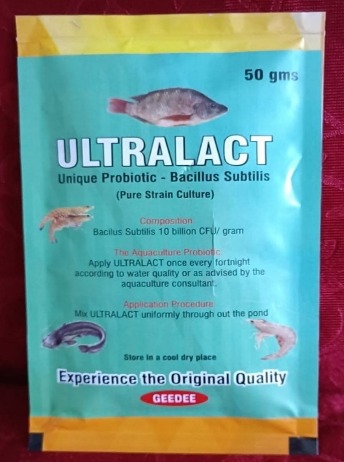 50 gms
ULTRALACT
Unique Probiotic - Bacillus Subtilis
(Pure Strain Culture)
Composition
Bacilus Subtilis 10 billion CFU/ gram
The Aquaculture Probiotic
Apply ULTRALACT once every fortnight
according to water quality or as advised by the
aquaculture consultant.
Application Procedure
Mix ULTRALACT uniformly through out the pond
Store in a cool dry place
Experience the Original Quality
GEEDEE